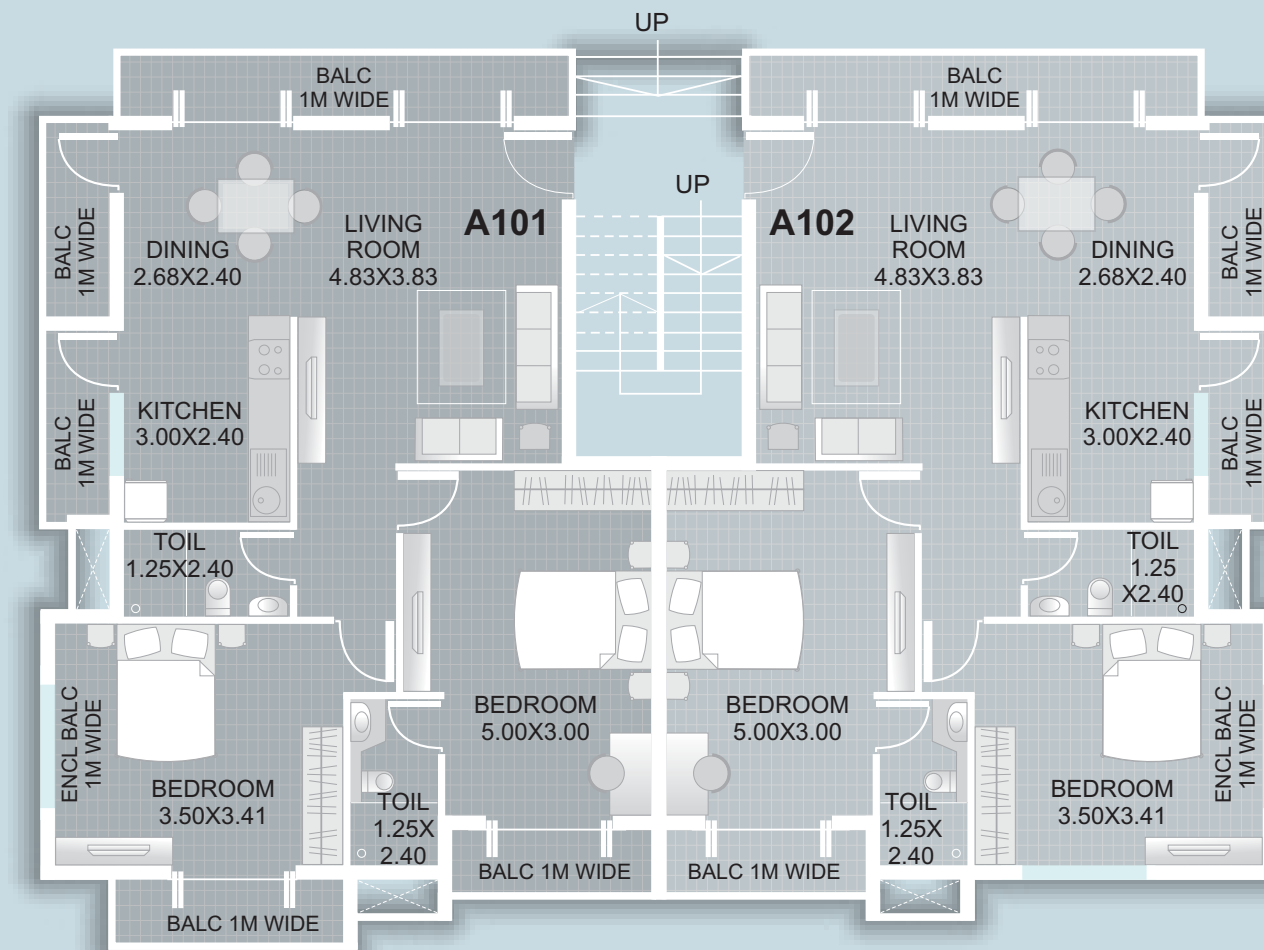 UP
BALC
1M WIDE
BALC
1M WIDE
UP
A101
A102
LIVING
ROOM
4.83X3.83
DINING
2.68X2.40
BALC
1M WIDE
LIVING
ROOM
4.83X3.83
DINING
2.68X2.40
BALC
1M WIDE
KITCHEN
3.00X2.40
BALC
1M WIDE
KITCHEN
3.00X2.40
BALC
1M WIDE
TOIL
1.25X2.40
TOIL
1.25
X2.40
BEDROOM
5.00X3.00
BEDROOM
5.00X3.00
ENCL BALC
1M WIDE
BEDROOM
3.50X3.41
TOIL
1.25X
2.40
TOIL
1.25X
2.40
BEDROOM
3.50X3.41
ENCL BALC
1M WIDE
BALC 1M WIDE
BALC 1M WIDE
BALC 1M WIDE